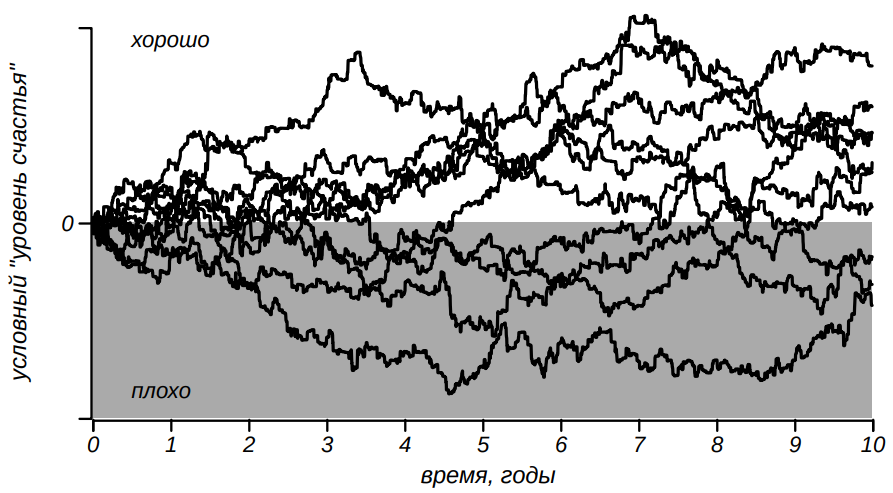 хорошо
условный "уровень счастья"
0
плохо
0 1 2 3 4 5 6 7 8 9 10
время, годы